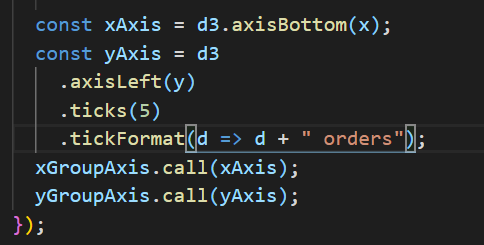 const xAxis = d3.axisBottom(x);
const yAxis = d3
.axisLeft(y)
.ticks(5)
.tickFormat(d => d + " orders");
xGroupAxis.call(xAxis);
yGroupAxis.call(yAxis);
});